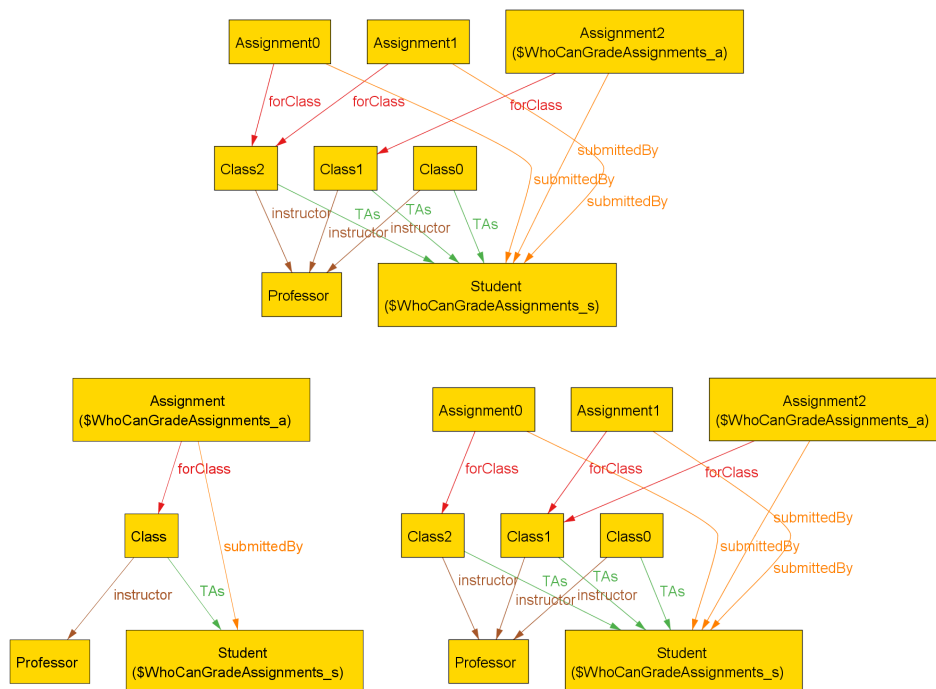 Assignment0
Assignment1
Assignment2
($WhoCanGradeAssignments_a)
forClass
forClass
forClass
submittedBy
submittedBy
submittedBy
Class2
Class1
Class0
instructor
TAs
instructor
TAs
instructor
TAs
Professor
Student
($WhoCanGradeAssignments_s)
Assignment
($WhoCanGradeAssignments_a)
forClass
Class
submittedBy
instructor
TAs
Professor
Student
($WhoCanGradeAssignments_s)
Assignment0
Assignment1
Assignment2
($WhoCanGradeAssignments_a)
forClass
forClass
forClass
submittedBy
submittedBy
submittedBy
Class2
Class1
Class0
instructor
TAs
instructor
TAs
instructor
TAs
Professor
Student
($WhoCanGradeAssignments_s)